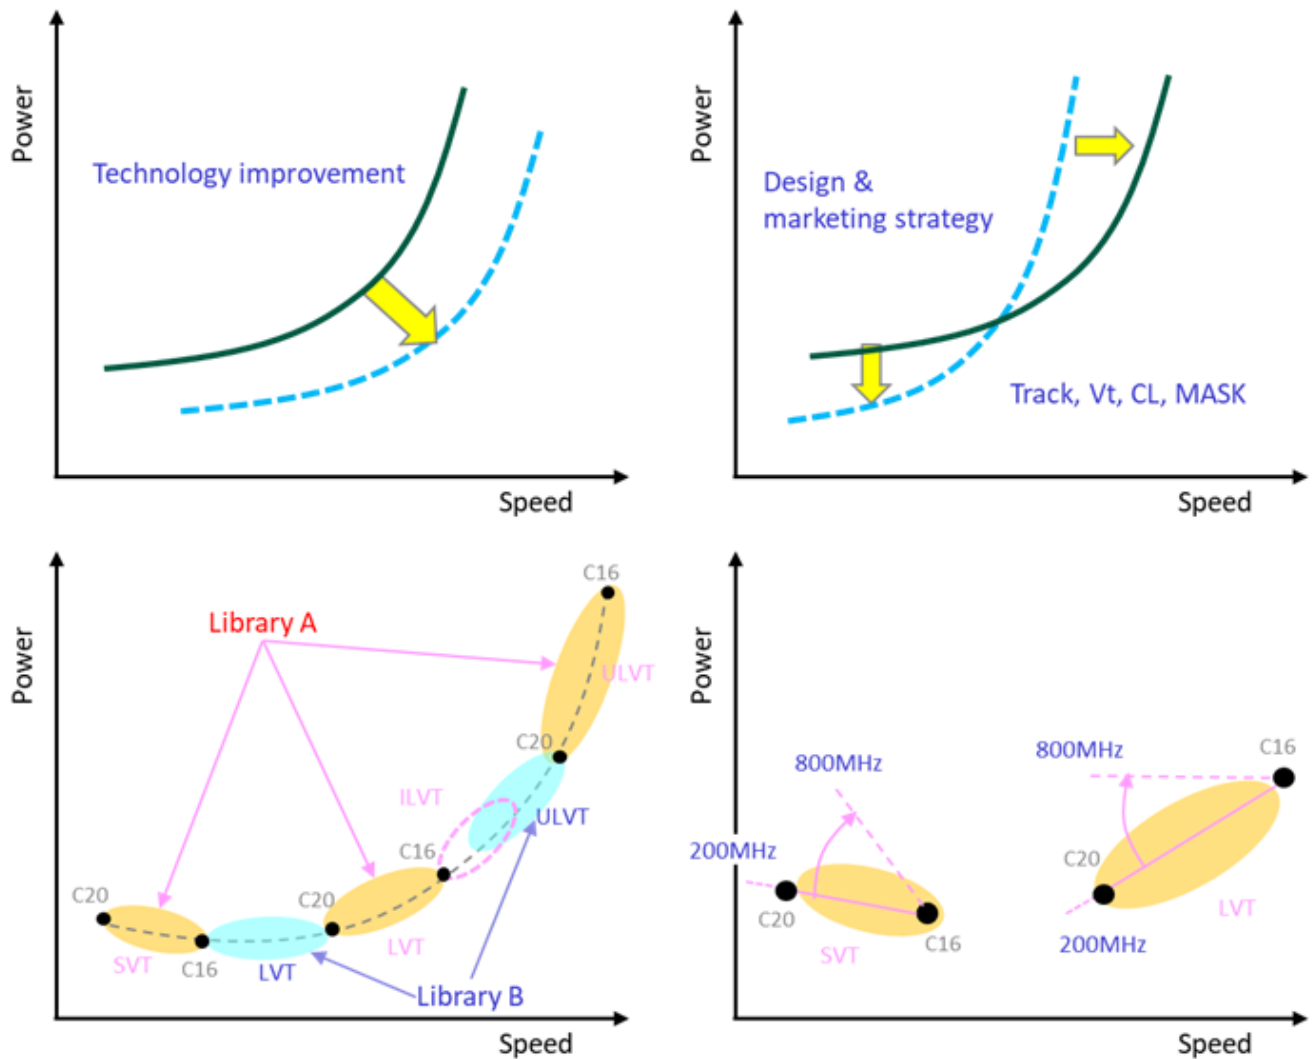 Power
Technology improvement
Speed
Power
Design &
marketing strategy
Track, Vt, CL, MASK
Speed
Power
C16
Library A
ULVT
C20
ILVT
ULVT
C16
C20
C20
LVT
SVT
C16
LVT
Library B
Speed
Power
C16
800MHz
800MHz
200MHz
C20
C20
LVT
C16
SVT
200MHz
Speed